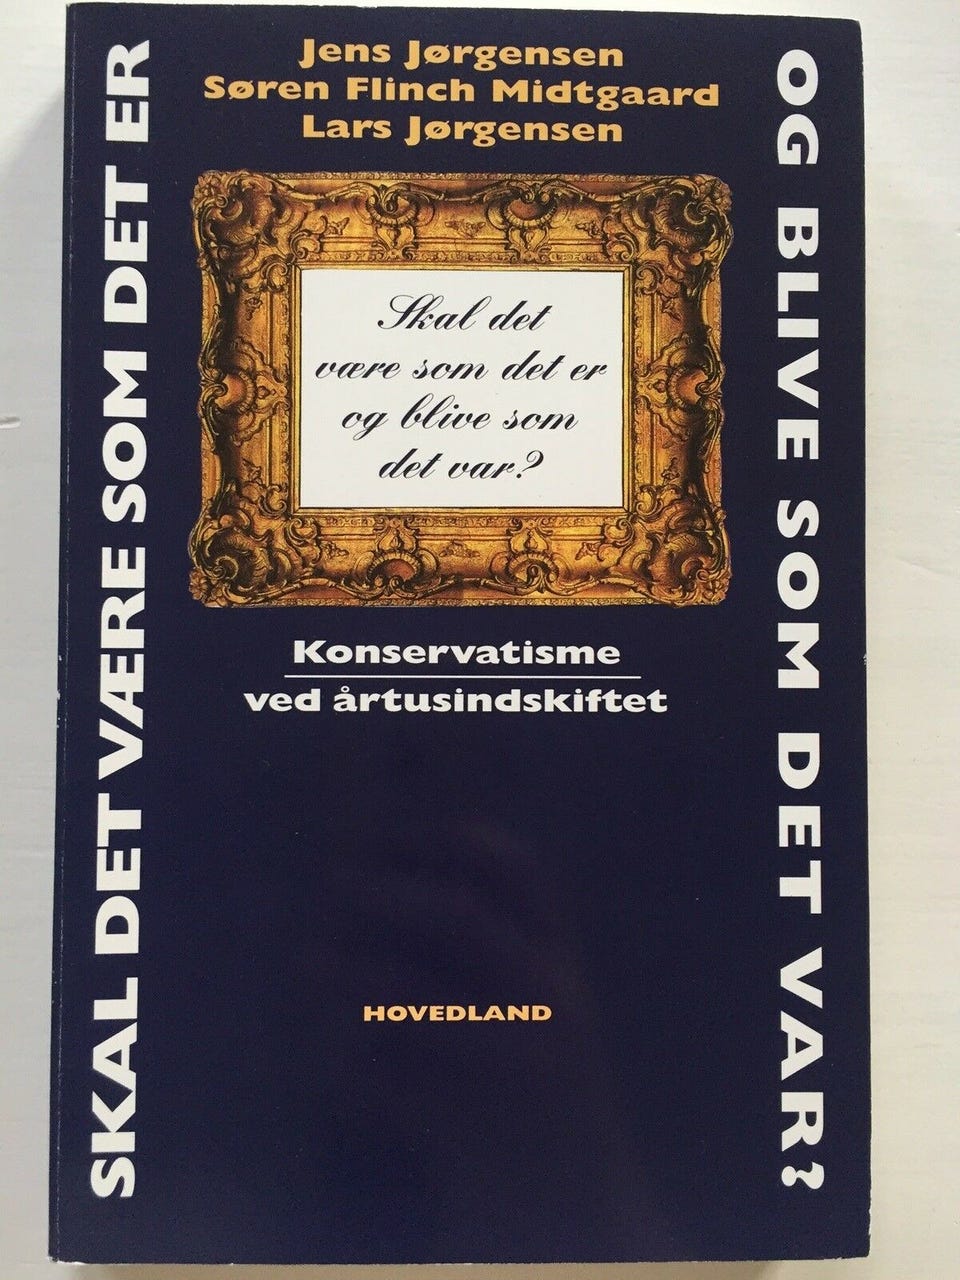 Jens Jørgensen
Søren Flinch Midtgaard
Lars Jørgensen
SKAL DET VÆRE SOM DET ER
OG BLIVE SOM DET VAR?
Skal det
være som det er
og blive som
det var?
Konservatisme
ved årtusindskiftet
HOVEDLAND